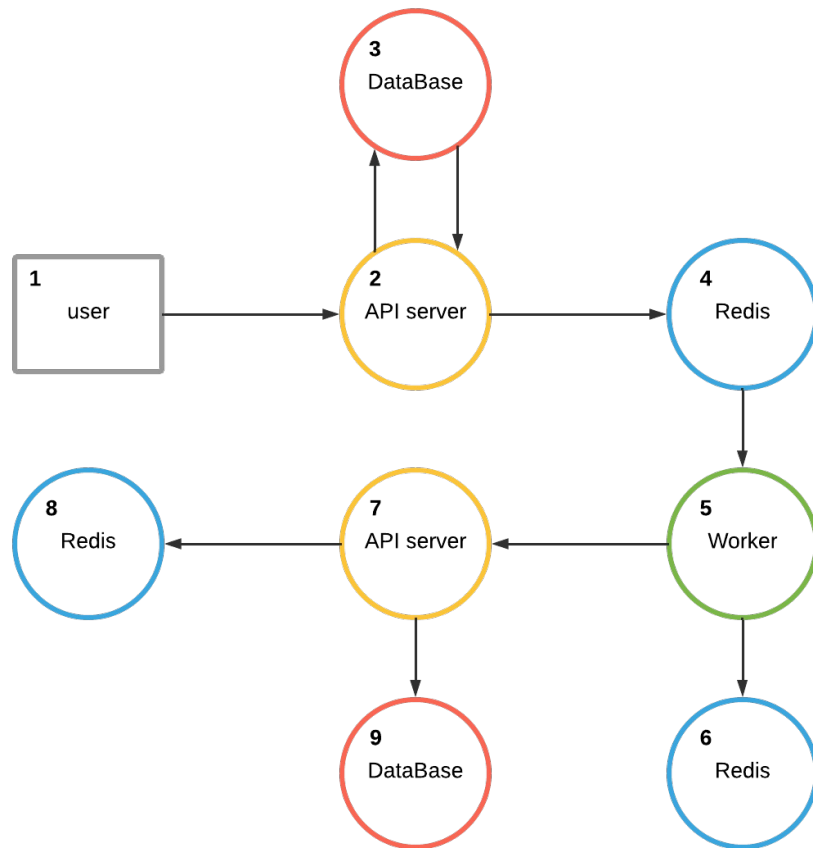 3
DataBase
1
user
2
API server
4
Redis
8
Redis
7
API server
5
Worker
9
DataBase
6
Redis